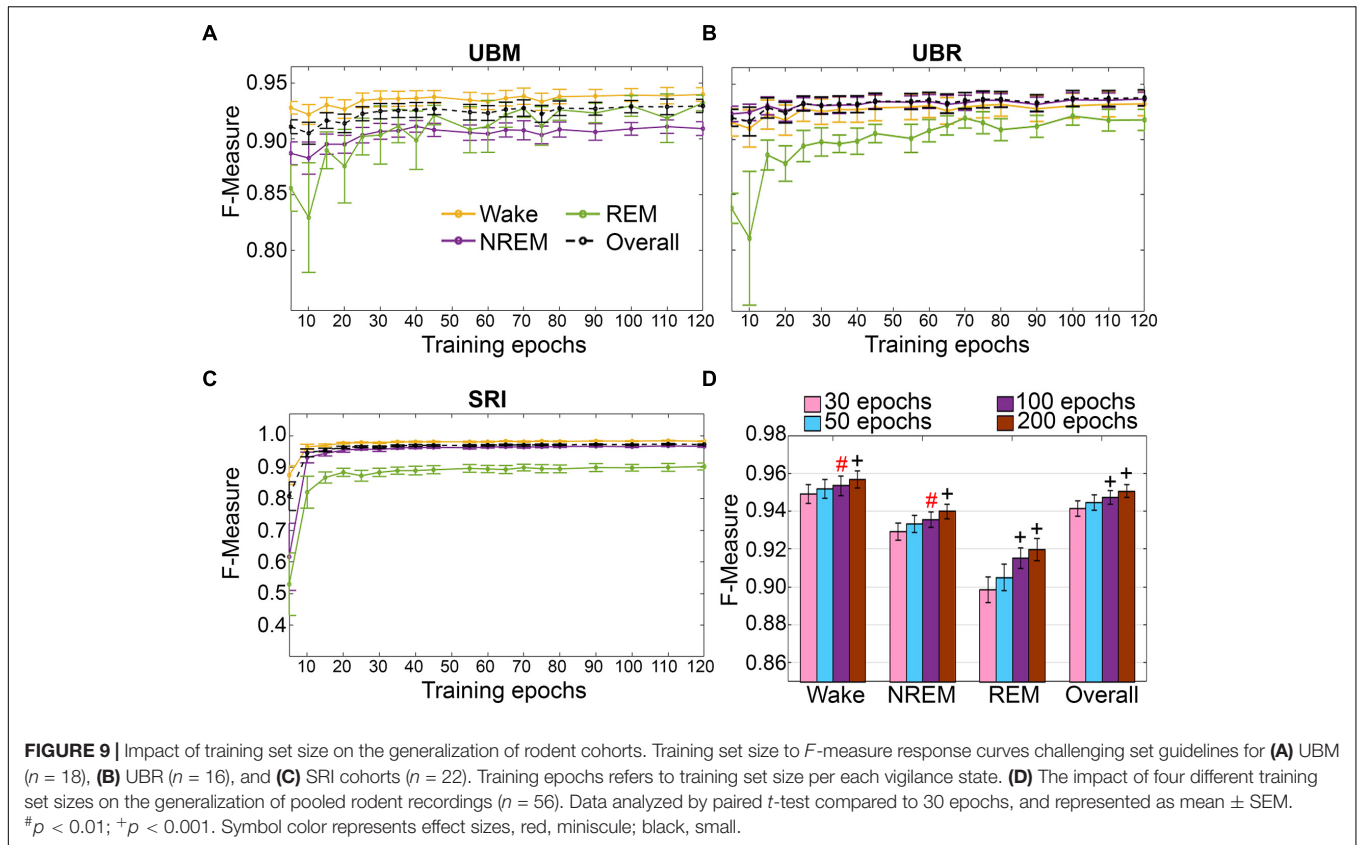 A
UBM
F-Measure
0.95
0.90
0.85
0.80
Wake
REM
NREM
Overall
10 20 30 40 50 60 70 80 90 100 110 120
Training epochs
B
UBR
10 20 30 40 50 60 70 80 90 100 110 120
Training epochs
C
SRI
F-Measure
1.0
0.9
0.8
0.7
0.6
0.5
0.4
10 20 30 40 50 60 70 80 90 100 110 120
Training epochs
D
30 epochs
100 epochs
50 epochs
200 epochs
F-Measure
0.98
0.96
0.94
0.92
0.90
0.88
0.86
# +
# +
+ +
+ +
Wake NREM REM Overall
FIGURE 9 | Impact of training set size on the generalization of rodent cohorts. Training set size to F-measure response curves challenging set guidelines for (A) UBM
(n = 18), (B) UBR (n = 16), and (C) SRI cohorts (n = 22). Training epochs refers to training set size per each vigilance state. (D) The impact of four different training
set sizes on the generalization of pooled rodent recordings (n = 56). Data analyzed by paired t-test compared to 30 epochs, and represented as mean ± SEM.
#p < 0.01; +p < 0.001. Symbol color represents effect sizes, red, miniscule; black, small.